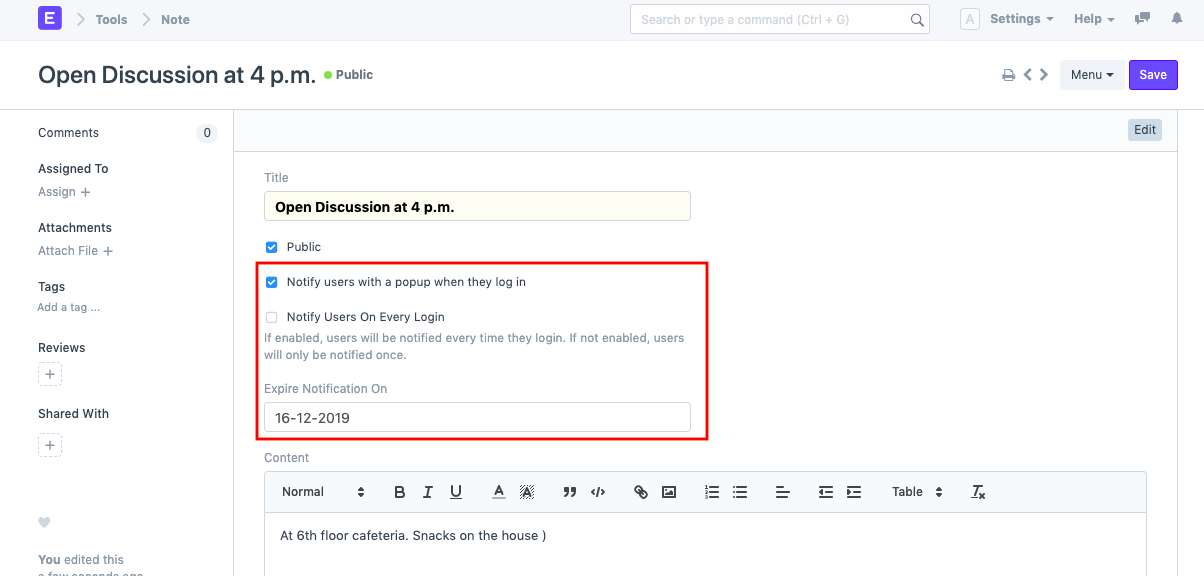 E Tools Note Search or type a command (Ctrl + G) A Settings Help
Open Discussion at 4 p.m. Public Menu Save
Comments 0
Edit
Assigned To
Assign +
Attachments
Attach File +
Tags
Add a tag ...
Reviews
+
Shared With
+
You edited this
a few seconds ago
Title
Open Discussion at 4 p.m.
Public
Notify users with a popup when they log in
Notify Users On Every Login
If enabled, users will be notified every time they login. If not enabled, users
will only be notified once.
Expire Notification On
16-12-2019
Content
Normal B I U A A Table Tx
At 6th floor cafeteria. Snacks on the house )